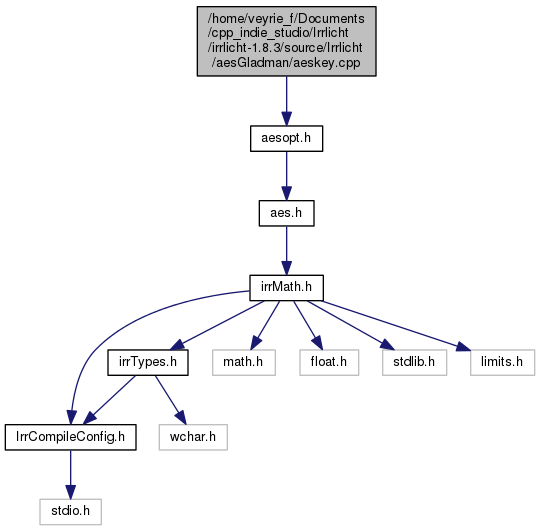 /home/veyrie_f/Documents
/cpp_indie_studio/Irrlicht
/irrlicht-1.8.3/source/Irrlicht
/aesGladman/aeskey.cpp
aesopt.h
aes.h
irrMath.h
irrTypes.h
math.h
float.h
stdlib.h
limits.h
IrrCompileConfig.h
wchar.h
stdio.h